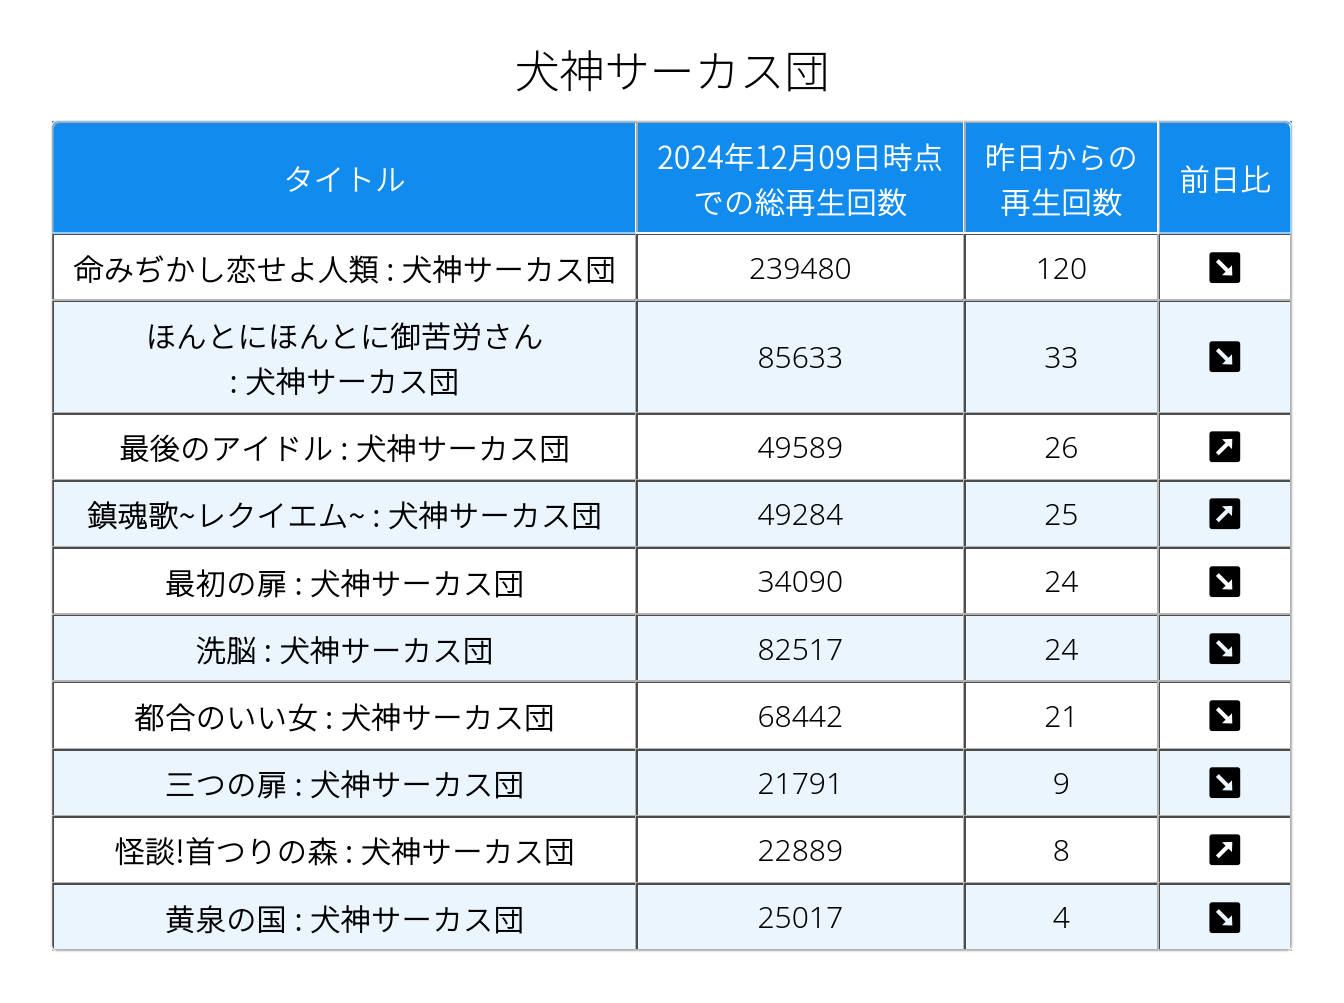 犬神サーカス団
タイトル
2024年12月09日時点
での総再生回数
昨日からの
再生回数
前日比
命みぢかし恋せよ人類 : 犬神サーカス団
239480
120
ほんとにほんとに御苦労さん
: 犬神サーカス団
85633
33
最後のアイドル : 犬神サーカス団
49589
26
鎮魂歌~レクイエム~ : 犬神サーカス団
49284
25
最初の扉 : 犬神サーカス団
34090
24
洗脳 : 犬神サーカス団
82517
24
都合のいい女 : 犬神サーカス団
68442
21
三つの扉 : 犬神サーカス団
21791
9
怪談!首つりの森 : 犬神サーカス団
22889
8
黄泉の国 : 犬神サーカス団
25017
4